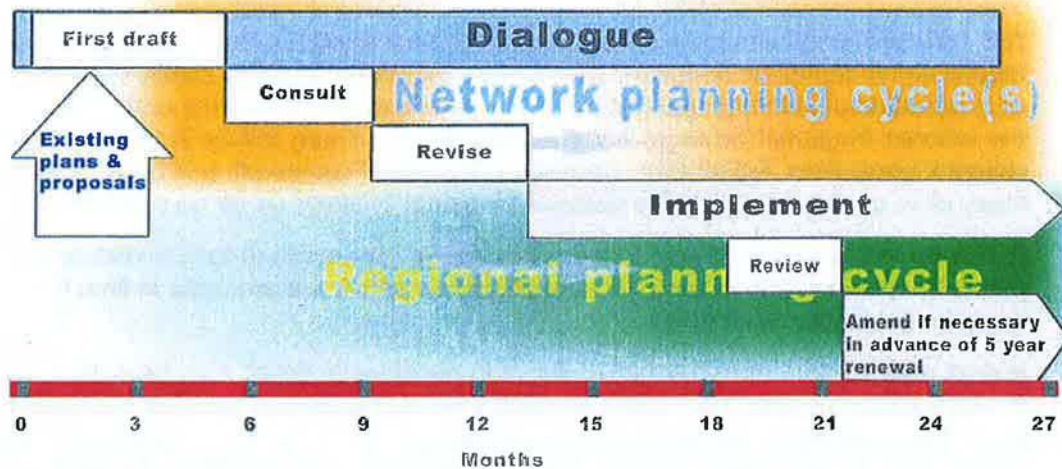 First draft
Dialogue
Consult
Network planning cycle(s)
Existing
plans &
proposals
Revise
Implement
Review
Regional planning cycle
Amend if necessary
in advance of 5 year
renewal
0 3 6 9 12 15 18 21 24 27
Months